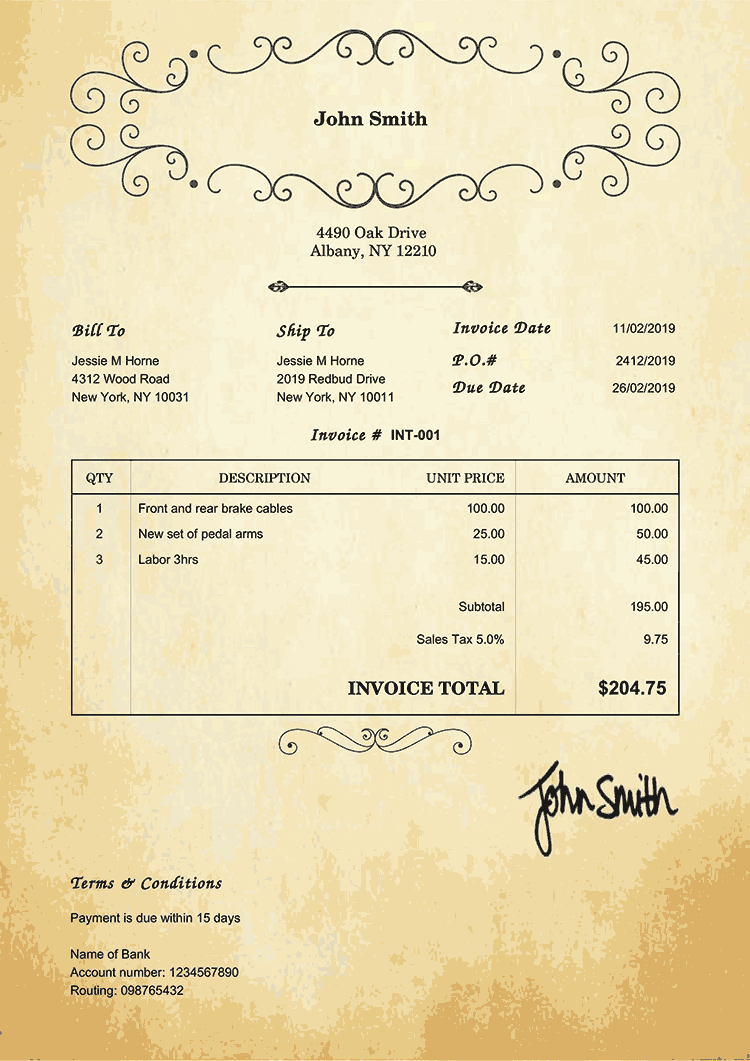 John Smith
4490 Oak Drive
Albany, NY 12210
Bill To
Jessie M Horne
4312 Wood Road
New York, NY 10031
Ship To
Jessie M Horne
2019 Redbud Drive
New York, NY 10011
Invoice Date 11/02/2019
P.O.# 2412/2019
Due Date 26/02/2019
Invoice # INT-001
QTY DESCRIPTION UNIT PRICE AMOUNT
1 Front and rear brake cables 100.00 100.00
2 New set of pedal arms 25.00 50.00
3 Labor 3hrs 15.00 45.00
Subtotal 195.00
Sales Tax 5.0% 9.75
INVOICE TOTAL $204.75
John Smith
Terms & Conditions
Payment is due within 15 days
Name of Bank
Account number: 1234567890
Routing: 098765432